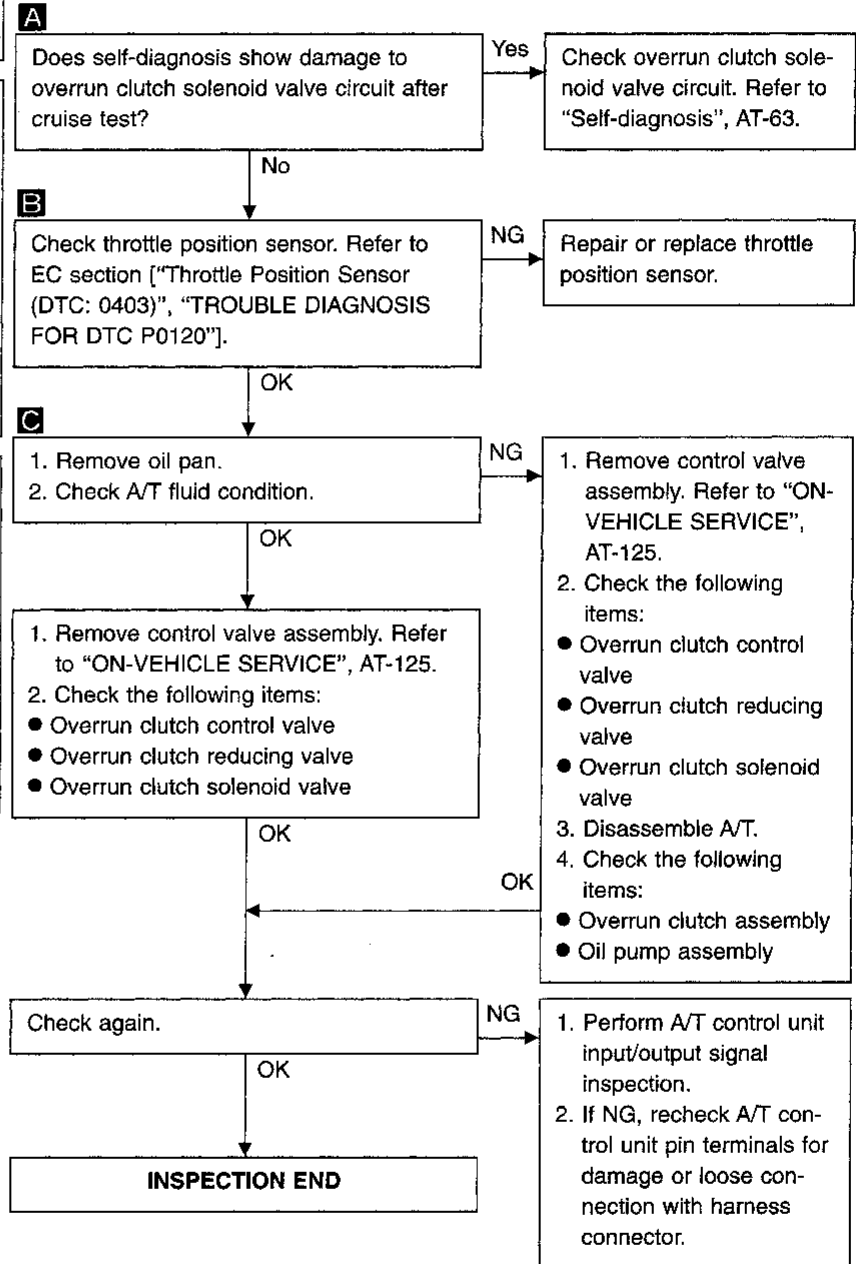 A
Does self-diagnosis show damage to
overrun clutch solenoid valve circuit after
cruise test?
Yes
Check overrun clutch sole-
noid valve circuit. Refer to
“Self-diagnosis”, AT-63.
No
B
Check throttle position sensor. Refer to
EC section [“Throttle Position Sensor
(DTC: 0403)”, “TROUBLE DIAGNOSIS
FOR DTC P0120”].
NG
Repair or replace throttle
position sensor.
OK
C
1. Remove oil pan.
2. Check A/T fluid condition.
NG
1. Remove control valve
assembly. Refer to “ON-
VEHICLE SERVICE”,
AT-125.
2. Check the following
items:
● Overrun clutch control
valve
● Overrun clutch reducing
valve
● Overrun clutch solenoid
valve
3. Disassemble A/T.
4. Check the following
items:
● Overrun clutch assembly
● Oil pump assembly
OK
1. Remove control valve assembly. Refer
to “ON-VEHICLE SERVICE”, AT-125.
2. Check the following items:
● Overrun clutch control valve
● Overrun clutch reducing valve
● Overrun clutch solenoid valve
OK
OK
Check again.
NG
1. Perform A/T control unit
input/output signal
inspection.
2. If NG, recheck A/T con-
trol unit pin terminals for
damage or loose con-
nection with harness
connector.
OK
INSPECTION END